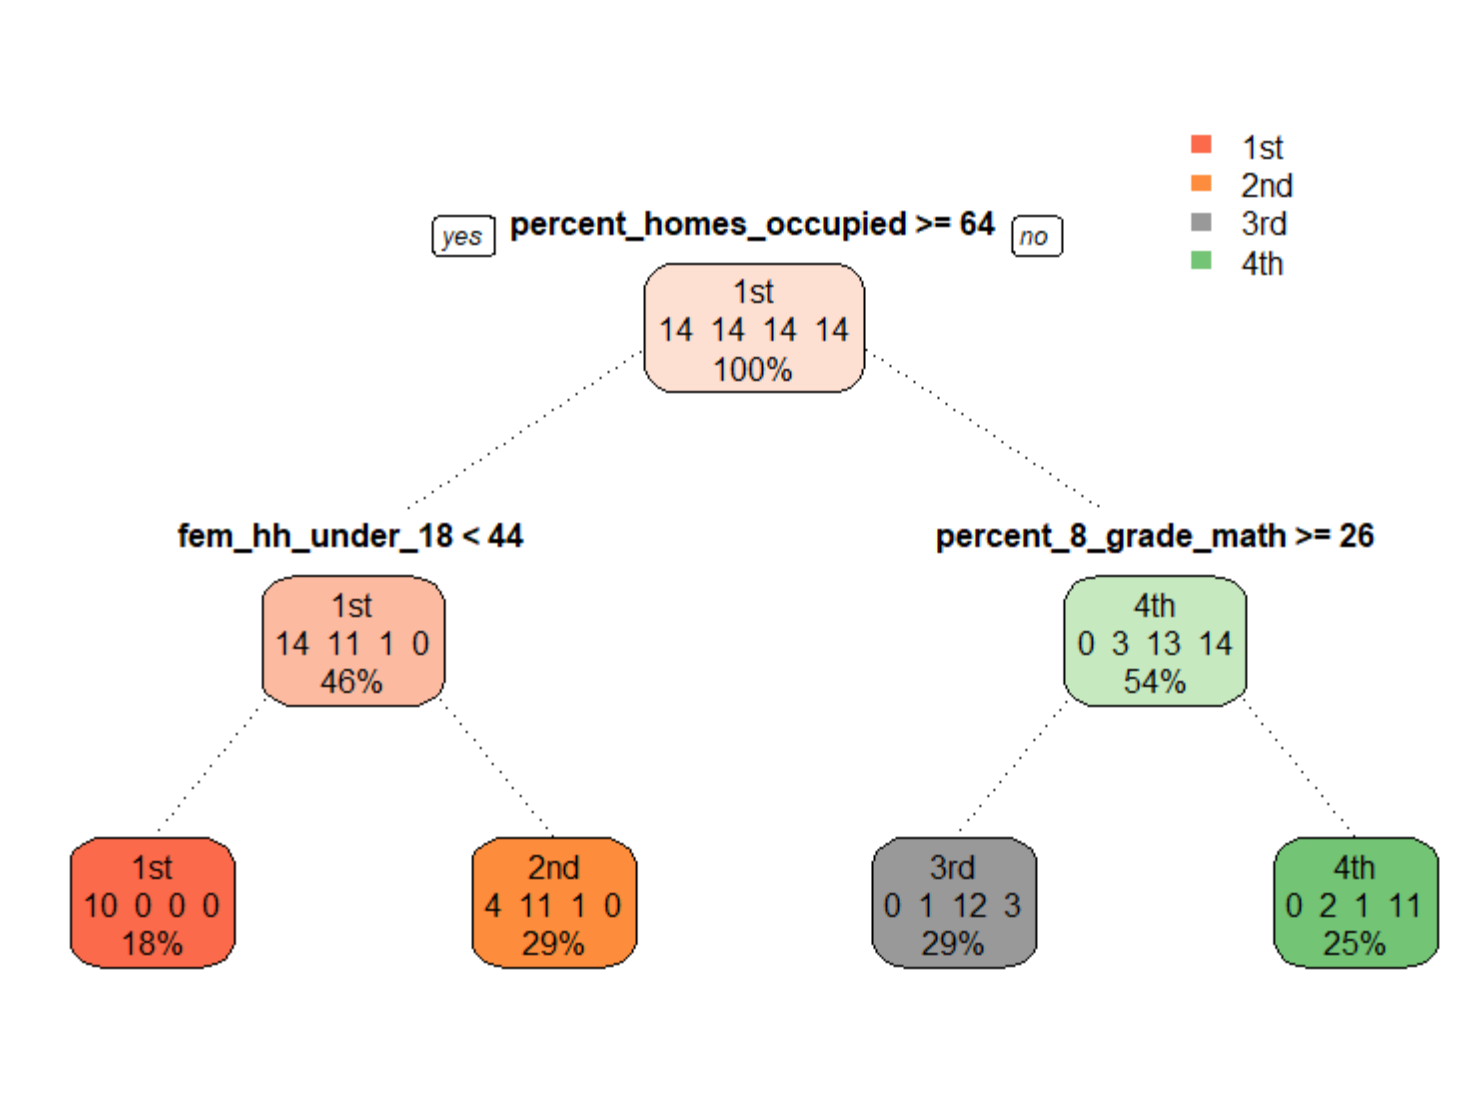 1st
2nd
3rd
4th
yes percent_homes_occupied >= 64 no
1st
14 14 14 14
100%
fem_hh_under_18 < 44
1st
14 11 1 0
46%
percent_8_grade_math >= 26
4th
0 3 13 14
54%
1st
10 0 0 0
18%
2nd
4 11 1 0
29%
3rd
0 1 12 3
29%
4th
0 2 1 11
25%